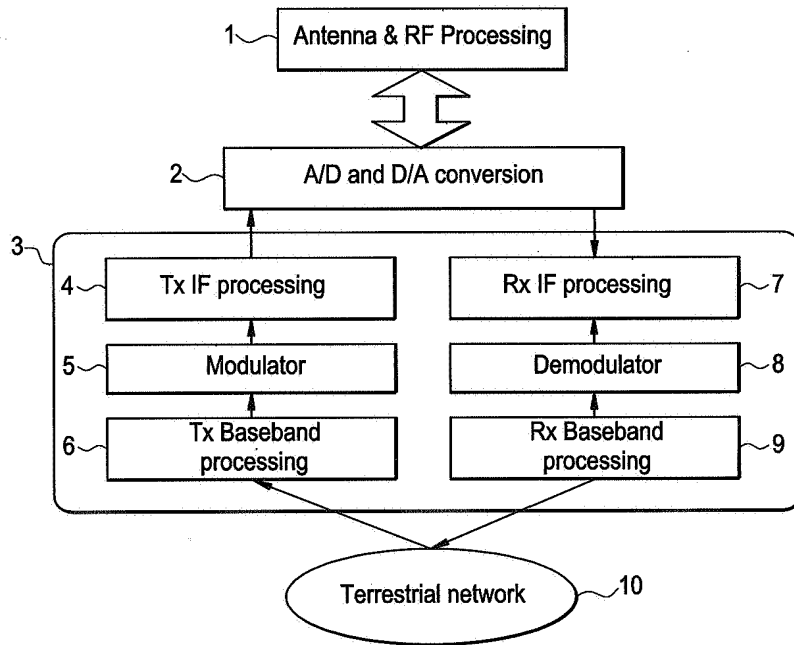 1
Antenna & RF Processing
2
A/D and D/A conversion
3
4
Tx IF processing
Rx IF processing
7
5
Modulator
Demodulator
8
6
Tx Baseband
processing
Rx Baseband
processing
9
Terrestrial network
10